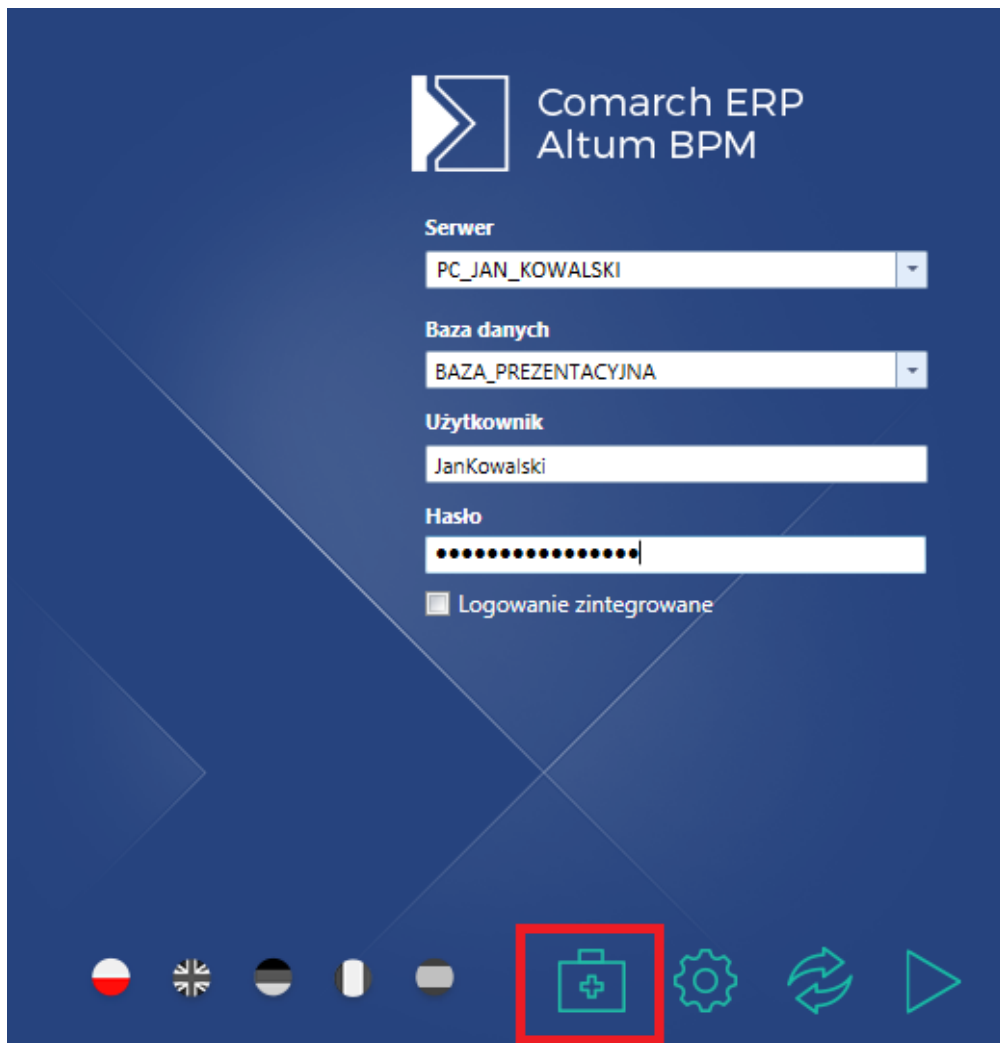 Comarch ERP
Altum BPM
Serwer
PC_JAN_KOWALSKI
Baza danych
BAZA_PREZENTACYJNA
Użytkownik
JanKowalski
Hasło
Logowanie zintegrowane